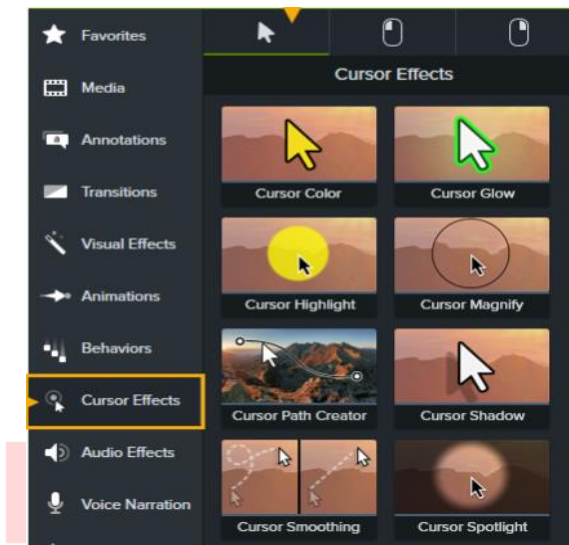 Favorites
Media
Annotations
Transitions
Visual Effects
Animations
Behaviors
Cursor Effects
Audio Effects
Voice Narration
Cursor Effects
Cursor Color
Cursor Glow
Cursor Highlight
Cursor Magnify
Cursor Path Creator
Cursor Shadow
Cursor Smoothing
Cursor Spotlight